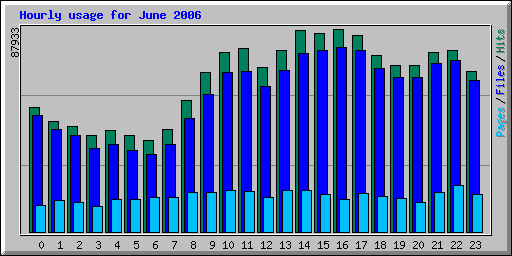 Hourly usage for June 2006
87933
Pages/Files/Hits
0 1 2 3 4 5 6 7 8 9 10 11 12 13 14 15 16 17 18 19 20 21 22 23